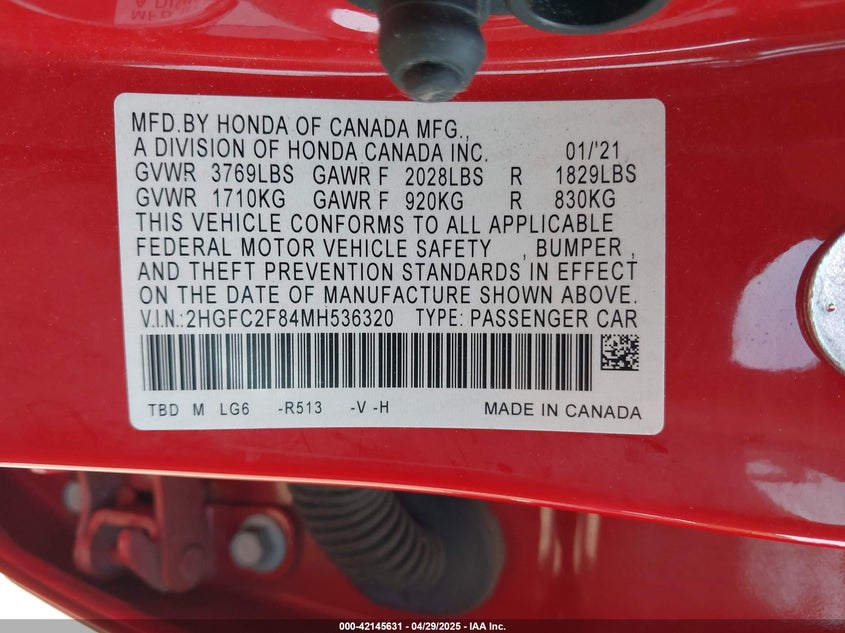 MFD.BY HONDA OF CANADA MFG.,
A DIVISION OF HONDA CANADA INC. 01/'21
GVWR 3769LBS GAWR F 2028LBS R 1829LBS
GVWR 1710KG GAWR F 920KG R 830KG
THIS VEHICLE CONFORMS TO ALL APPLICABLE
FEDERAL MOTOR VEHICLE SAFETY , BUMPER ,
AND THEFT PREVENTION STANDARDS IN EFFECT
ON THE DATE OF MANUFACTURE SHOWN ABOVE.
V.I.N.:2HGFC2F84MH536320 TYPE: PASSENGER CAR
TBD M LG6 -R513 -V -H MADE IN CANADA
000-42145631 - 04/29/2025 - IAA Inc.